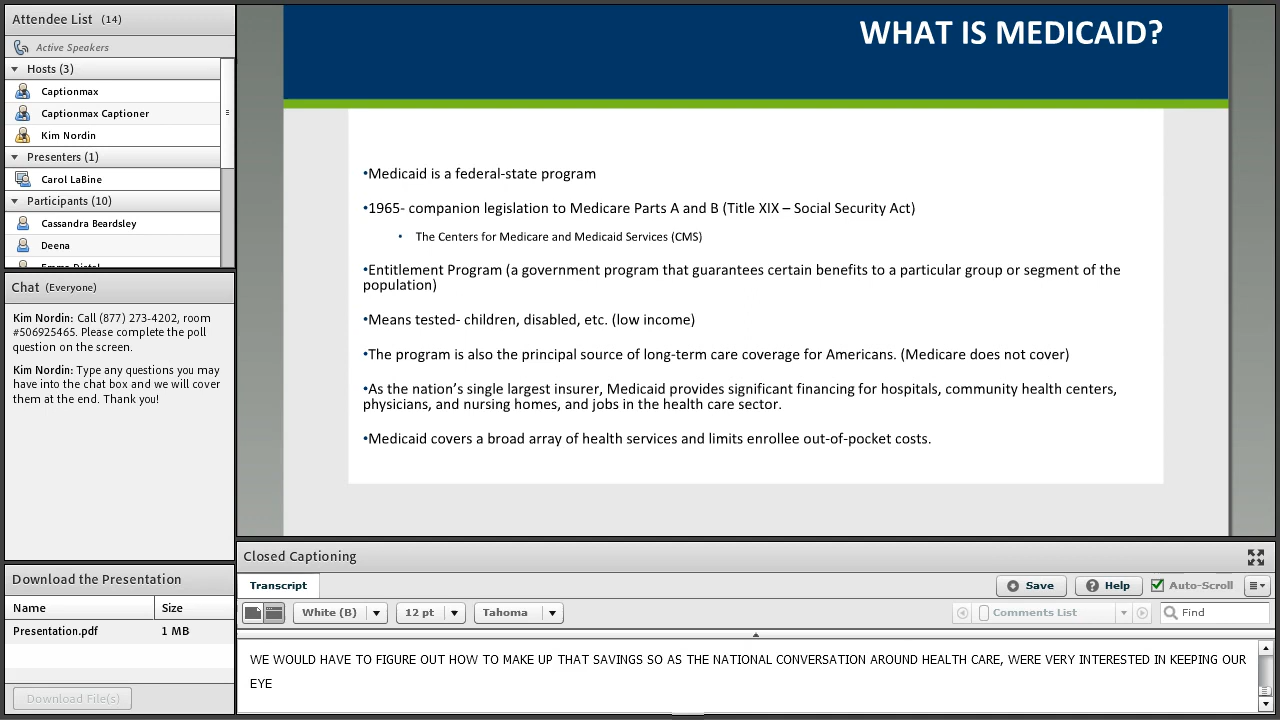 Attendee List (14)
Active Speakers
Hosts (3)
Captionmax
Captionmax Captioner
Kim Nordin
Presenters (1)
Carol LaBine
Participants (10)
Cassandra Beardsley
Deena
Chat (Everyone)
Kim Nordin: Call (877) 273-4202, room
#506925465. Please complete the poll
question on the screen.
Kim Nordin: Type any questions you may
have into the chat box and we will cover
them at the end. Thank you!
Download the Presentation
Name Size
Presentation.pdf 1 MB
Download File(s)
WHAT IS MEDICAID?
•Medicaid is a federal-state program
•1965- companion legislation to Medicare Parts A and B (Title XIX – Social Security Act)
• The Centers for Medicare and Medicaid Services (CMS)
•Entitlement Program (a government program that guarantees certain benefits to a particular group or segment of the
population)
•Means tested- children, disabled, etc. (low income)
•The program is also the principal source of long-term care coverage for Americans. (Medicare does not cover)
•As the nation’s single largest insurer, Medicaid provides significant financing for hospitals, community health centers,
physicians, and nursing homes, and jobs in the health care sector.
•Medicaid covers a broad array of health services and limits enrollee out-of-pocket costs.
Closed Captioning
Transcript Save Help Auto-Scroll
White (B) 12 pt Tahoma Comments List Find
WE WOULD HAVE TO FIGURE OUT HOW TO MAKE UP THAT SAVINGS SO AS THE NATIONAL CONVERSATION AROUND HEALTH CARE, WERE VERY INTERESTED IN KEEPING OUR
EYE